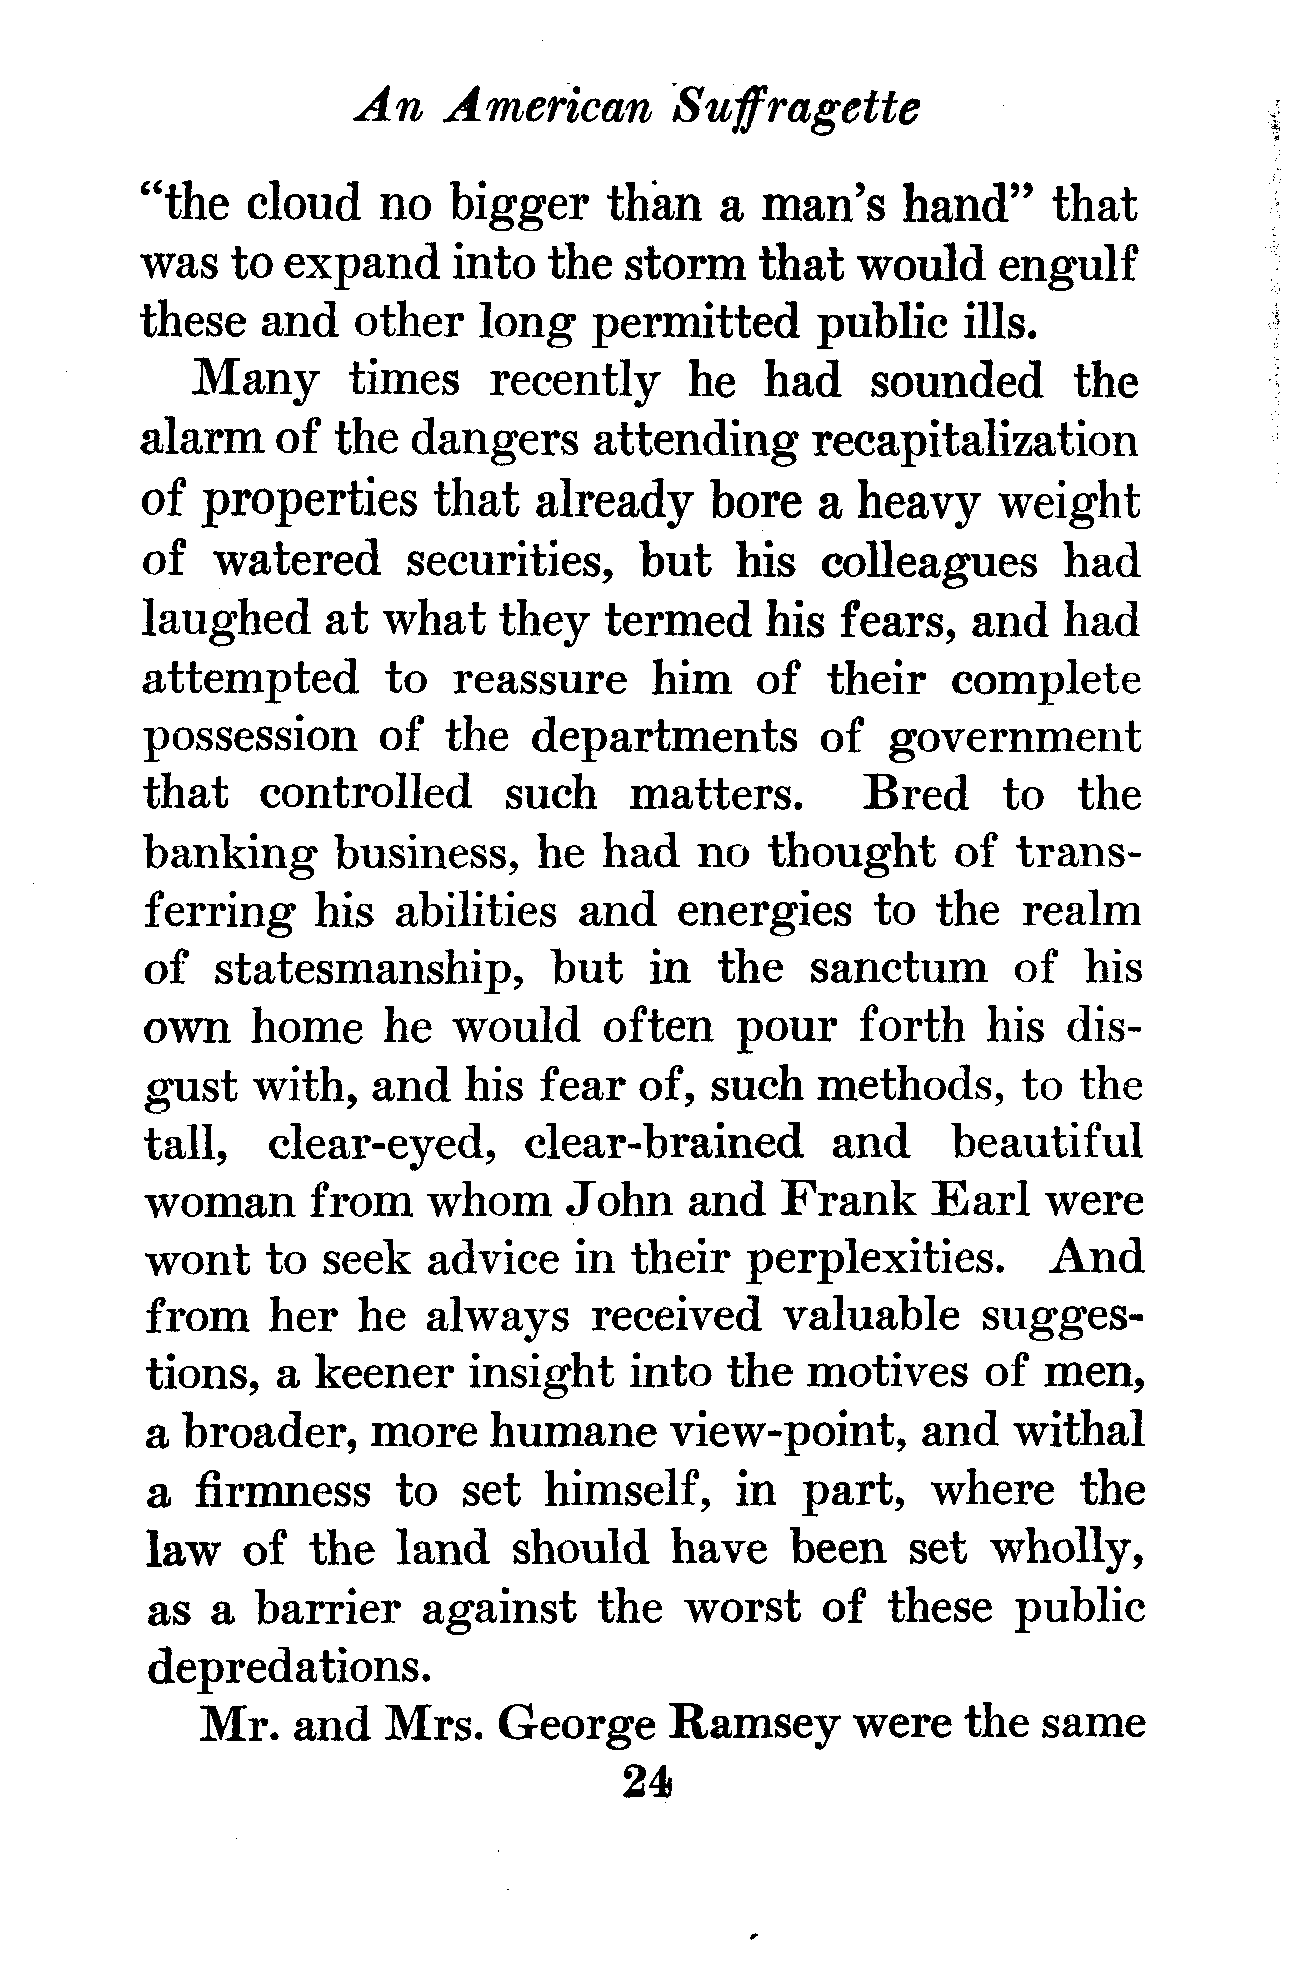 An American Suffragette
“the cloud no bigger than a man’s hand” that
was to expand into the storm that would engulf
these and other long permitted public ills.
Many times recently he had sounded the
alarm of the dangers attending recapitalization
of properties that already bore a heavy weight
of watered securities, but his colleagues had
laughed at what they termed his fears, and had
attempted to reassure him of their complete
possession of the departments of government
that controlled such matters. Bred to the
banking business, he had no thought of trans-
ferring his abilities and energies to the realm
of statesmanship, but in the sanctum of his
own home he would often pour forth his dis-
gust with, and his fear of, such methods, to the
tall, clear-eyed, clear-brained and beautiful
woman from whom John and Frank Earl were
wont to seek advice in their perplexities. And
from her he always received valuable sugges-
tions, a keener insight into the motives of men,
a broader, more humane view-point, and withal
a firmness to set himself, in part, where the
law of the land should have been set wholly,
as a barrier against the worst of these public
depredations.
Mr. and Mrs. George Ramsey were the same
24